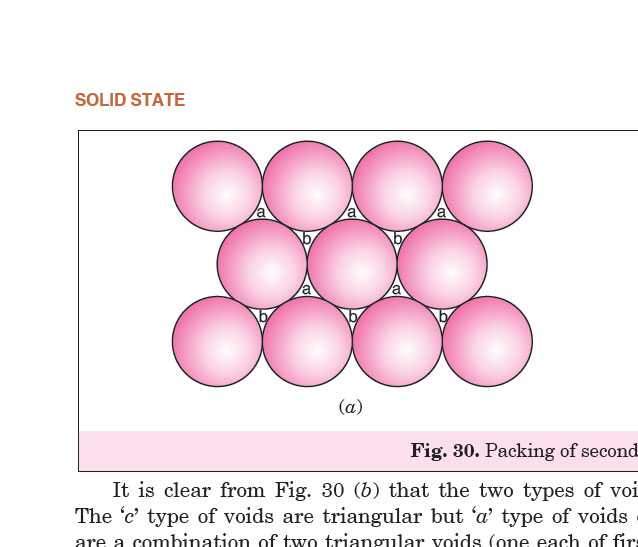 SOLID STATE
a a a
b b
a a
b b b
(a)
Fig. 30. Packing of second
It is clear from Fig. 30 (b) that the two types of voi
The ‘c’ type of voids are triangular but ‘a’ type of voids
are a combination of two triangular voids (one each of firs